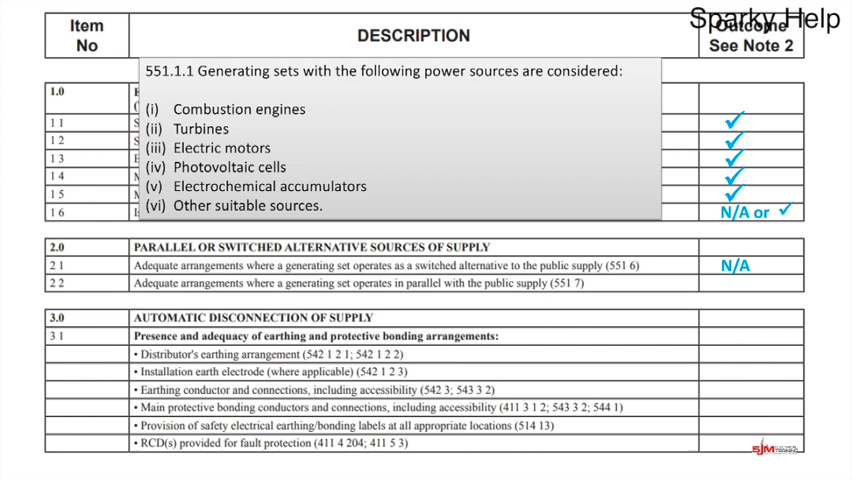 Sparky Help
Item No
DESCRIPTION
Outcome See Note 2
551.1.1 Generating sets with the following power sources are considered:
(i) Combustion engines
(ii) Turbines
(iii) Electric motors
(iv) Photovoltaic cells
(v) Electrochemical accumulators
(vi) Other suitable sources.
1.0
1 1
1 2
1 3
1 4
1 5
1 6 N/A or
2.0 PARALLEL OR SWITCHED ALTERNATIVE SOURCES OF SUPPLY
2 1 Adequate arrangements where a generating set operates as a switched alternative to the public supply (551 6) N/A
2 2 Adequate arrangements where a generating set operates in parallel with the public supply (551 7)
3.0 AUTOMATIC DISCONNECTION OF SUPPLY
3 1 Presence and adequacy of earthing and protective bonding arrangements:
• Distributor's earthing arrangement (542 1 2 1; 542 1 2 2)
• Installation earth electrode (where applicable) (542 1 2 3)
• Earthing conductor and connections, including accessibility (542 3; 543 3 2)
• Main protective bonding conductors and connections, including accessibility (411 3 1 2; 543 3 2; 544 1)
• Provision of safety electrical earthing/bonding labels at all appropriate locations (514 13)
• RCD(s) provided for fault protection (411 4 204; 411 5 3)
SJM